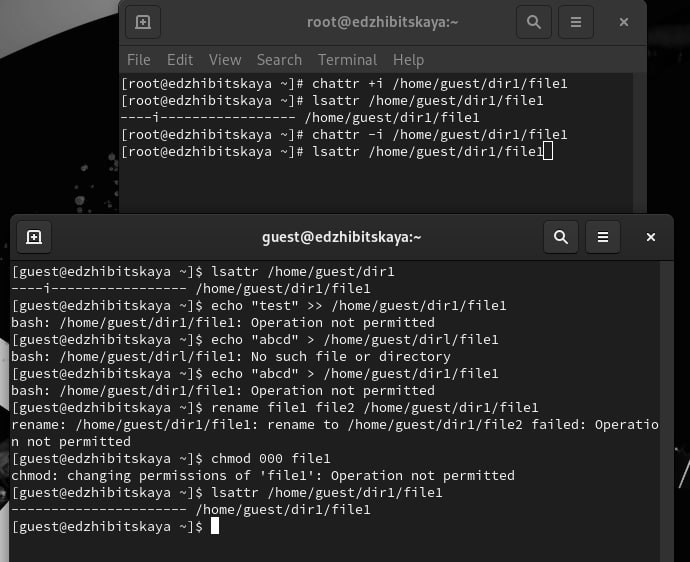 root@edzhibitskaya:~
File Edit View Search Terminal Help
[root@edzhibitskaya ~]# chattr +i /home/guest/dir1/file1
[root@edzhibitskaya ~]# lsattr /home/guest/dir1/file1
----i----------------- /home/guest/dir1/file1
[root@edzhibitskaya ~]# chattr -i /home/guest/dir1/file1
[root@edzhibitskaya ~]# lsattr /home/guest/dir1/file1
guest@edzhibitskaya:~
[guest@edzhibitskaya ~]$ lsattr /home/guest/dir1
----i----------------- /home/guest/dir1/file1
[guest@edzhibitskaya ~]$ echo "test" >> /home/guest/dir1/file1
bash: /home/guest/dir1/file1: Operation not permitted
[guest@edzhibitskaya ~]$ echo "abcd" > /home/guest/dirl/file1
bash: /home/guest/dirl/file1: No such file or directory
[guest@edzhibitskaya ~]$ echo "abcd" > /home/guest/dir1/file1
bash: /home/guest/dir1/file1: Operation not permitted
[guest@edzhibitskaya ~]$ rename file1 file2 /home/guest/dir1/file1
rename: /home/guest/dir1/file1: rename to /home/guest/dir1/file2 failed: Operatio
n not permitted
[guest@edzhibitskaya ~]$ chmod 000 file1
chmod: changing permissions of 'file1': Operation not permitted
[guest@edzhibitskaya ~]$ lsattr /home/guest/dir1/file1
---------------------- /home/guest/dir1/file1
[guest@edzhibitskaya ~]$